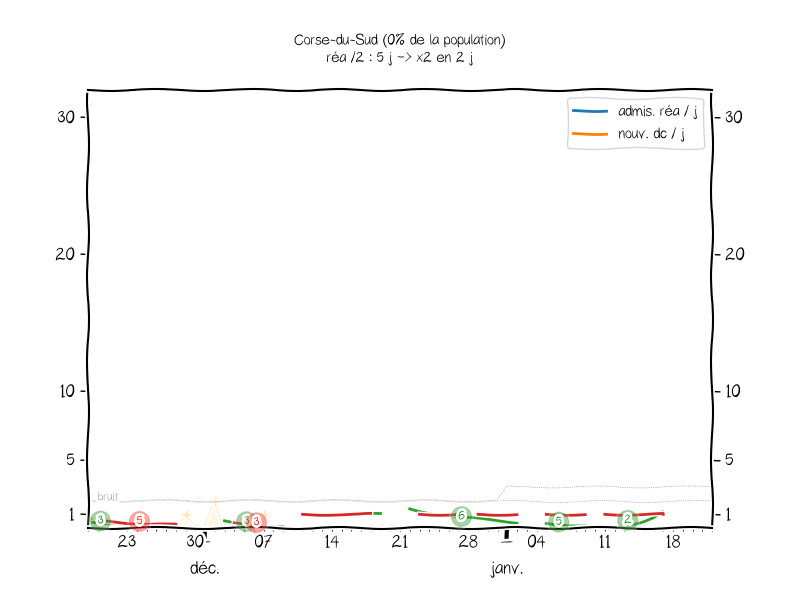 Corse-du-Sud (0% de la population)
réa /2 : 5 j -> x2 en 2 j
admis. réa / j
nouv. dc / j
30 30
20 20
10 10
5 5
bruit
1 1
3 5 3 3 6 5 2
23 30 07 14 21 28 04 11 18
déc. janv.